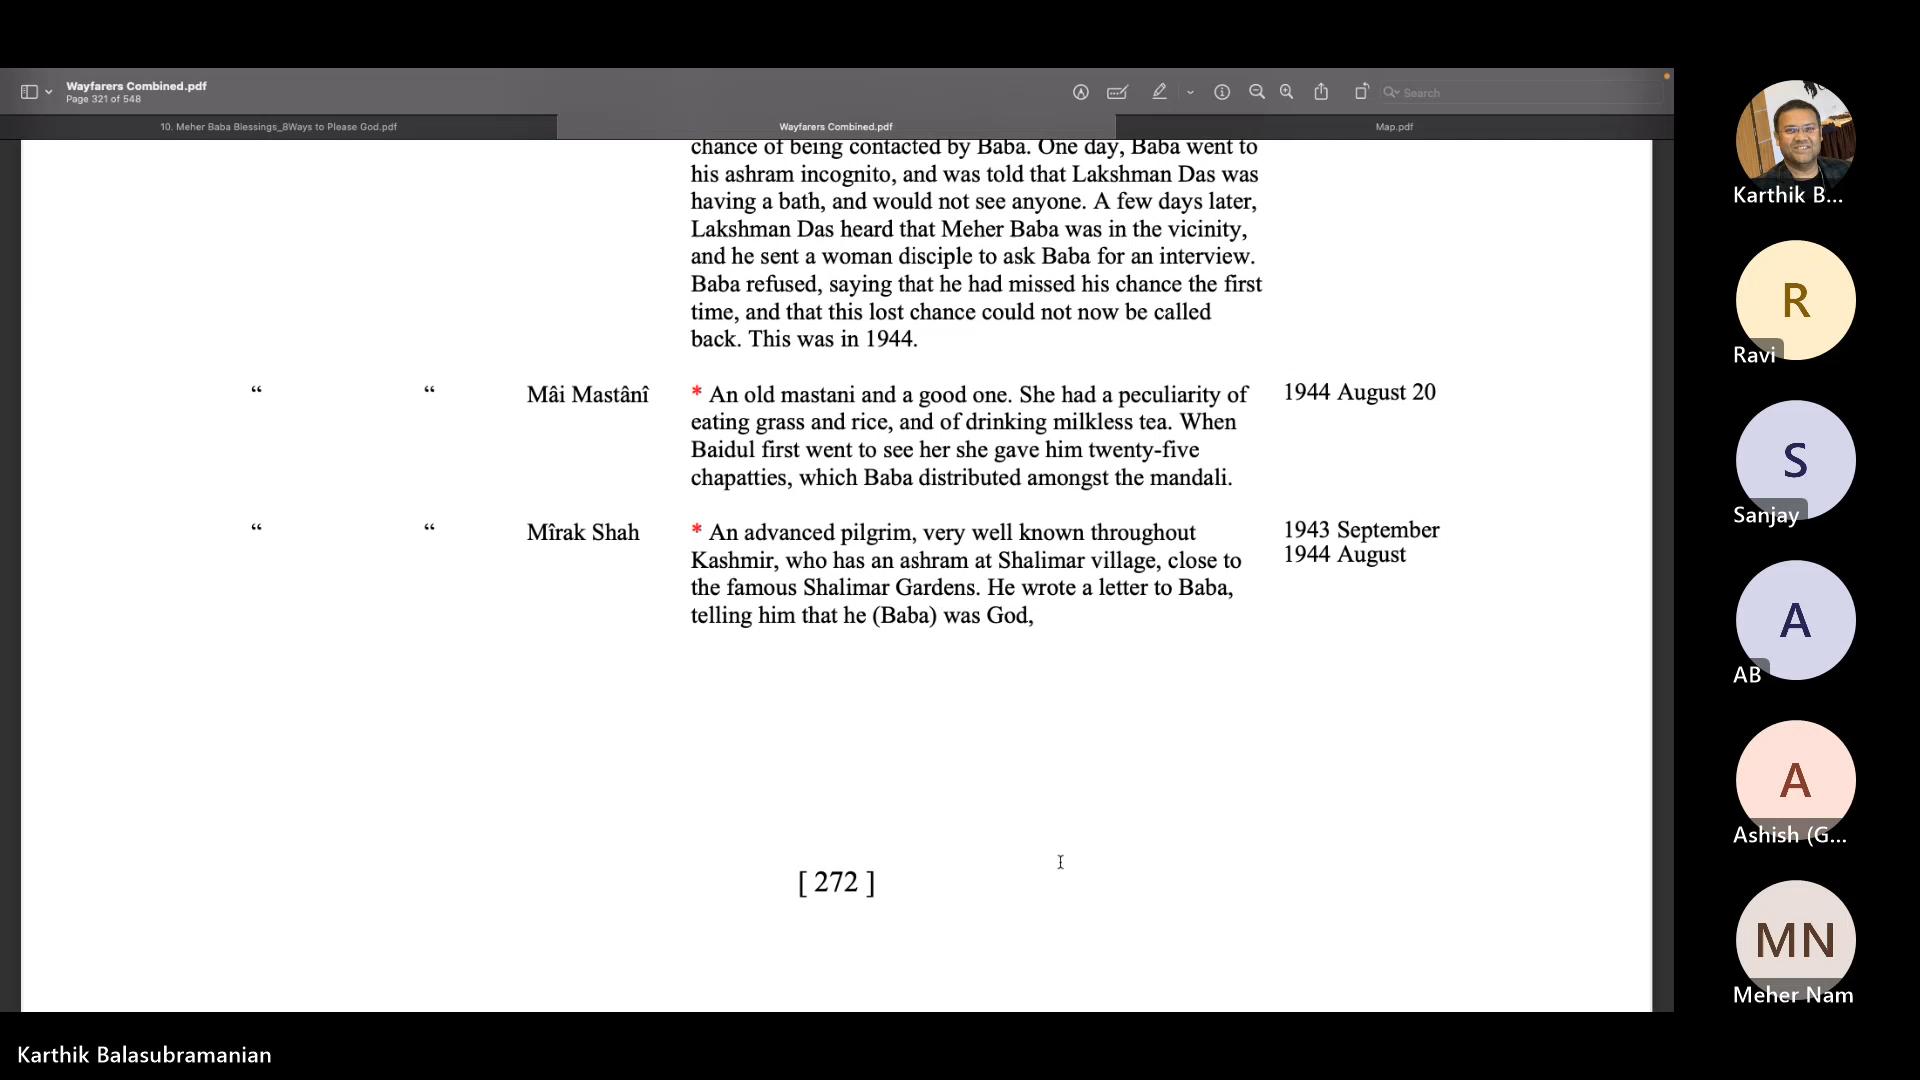 Wayfarers Combined.pdf
Page 321 of 548
Search
10. Meher Baba Blessings_8Ways to Please God.pdf
Wayfarers Combined.pdf
Map.pdf
chance of being contacted by Baba. One day, Baba went to
his ashram incognito, and was told that Lakshman Das was
having a bath, and would not see anyone. A few days later,
Lakshman Das heard that Meher Baba was in the vicinity,
and he sent a woman disciple to ask Baba for an interview.
Baba refused, saying that he had missed his chance the first
time, and that this lost chance could not now be called
back. This was in 1944.
“ “ Mâi Mastânî * An old mastani and a good one. She had a peculiarity of 1944 August 20
eating grass and rice, and of drinking milkless tea. When
Baidul first went to see her she gave him twenty-five
chapatties, which Baba distributed amongst the mandali.
“ “ Mîrak Shah * An advanced pilgrim, very well known throughout 1943 September
Kashmir, who has an ashram at Shalimar village, close to 1944 August
the famous Shalimar Gardens. He wrote a letter to Baba,
telling him that he (Baba) was God,
[ 272 ]
Karthik B...
R
Ravi
S
Sanjay
A
AB
A
Ashish (G...
MN
Meher Nam
Karthik Balasubramanian